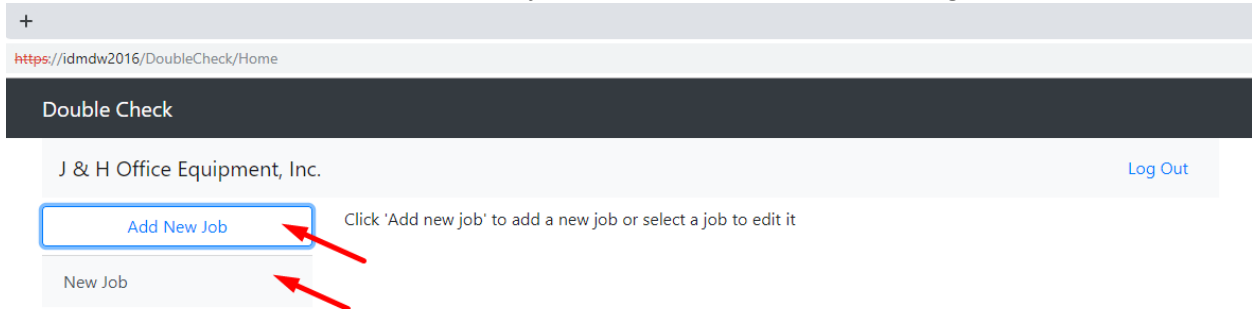 +
https://idmdw2016/DoubleCheck/Home
Double Check
J & H Office Equipment, Inc.
Log Out
Add New Job
Click 'Add new job' to add a new job or select a job to edit it
New Job